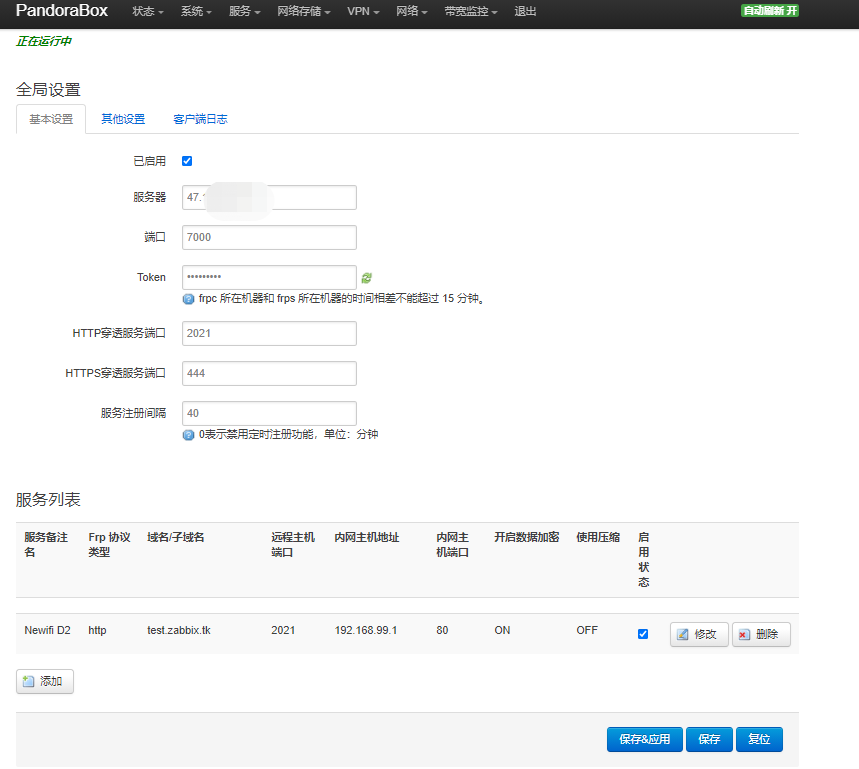 PandoraBox 状态 系统 服务 网络存储 VPN 网络 带宽监控 退出 自动刷新 开
正在运行中
全局设置
基本设置 其他设置 客户端日志
已启用
服务器 47.
端口 7000
Token •••••••••
frpc 所在机器和 frps 所在机器的时间相差不能超过 15 分钟。
HTTP穿透服务端口 2021
HTTPS穿透服务端口 444
服务注册间隔 40
0表示禁用定时注册功能，单位：分钟
服务列表
服务备注名 Frp 协议类型 域名/子域名 远程主机端口 内网主机地址 内网主机端口 开启数据加密 使用压缩 启用状态
Newifi D2 http test.zabbix.tk 2021 192.168.99.1 80 ON OFF 修改 删除
添加
保存&应用 保存 复位